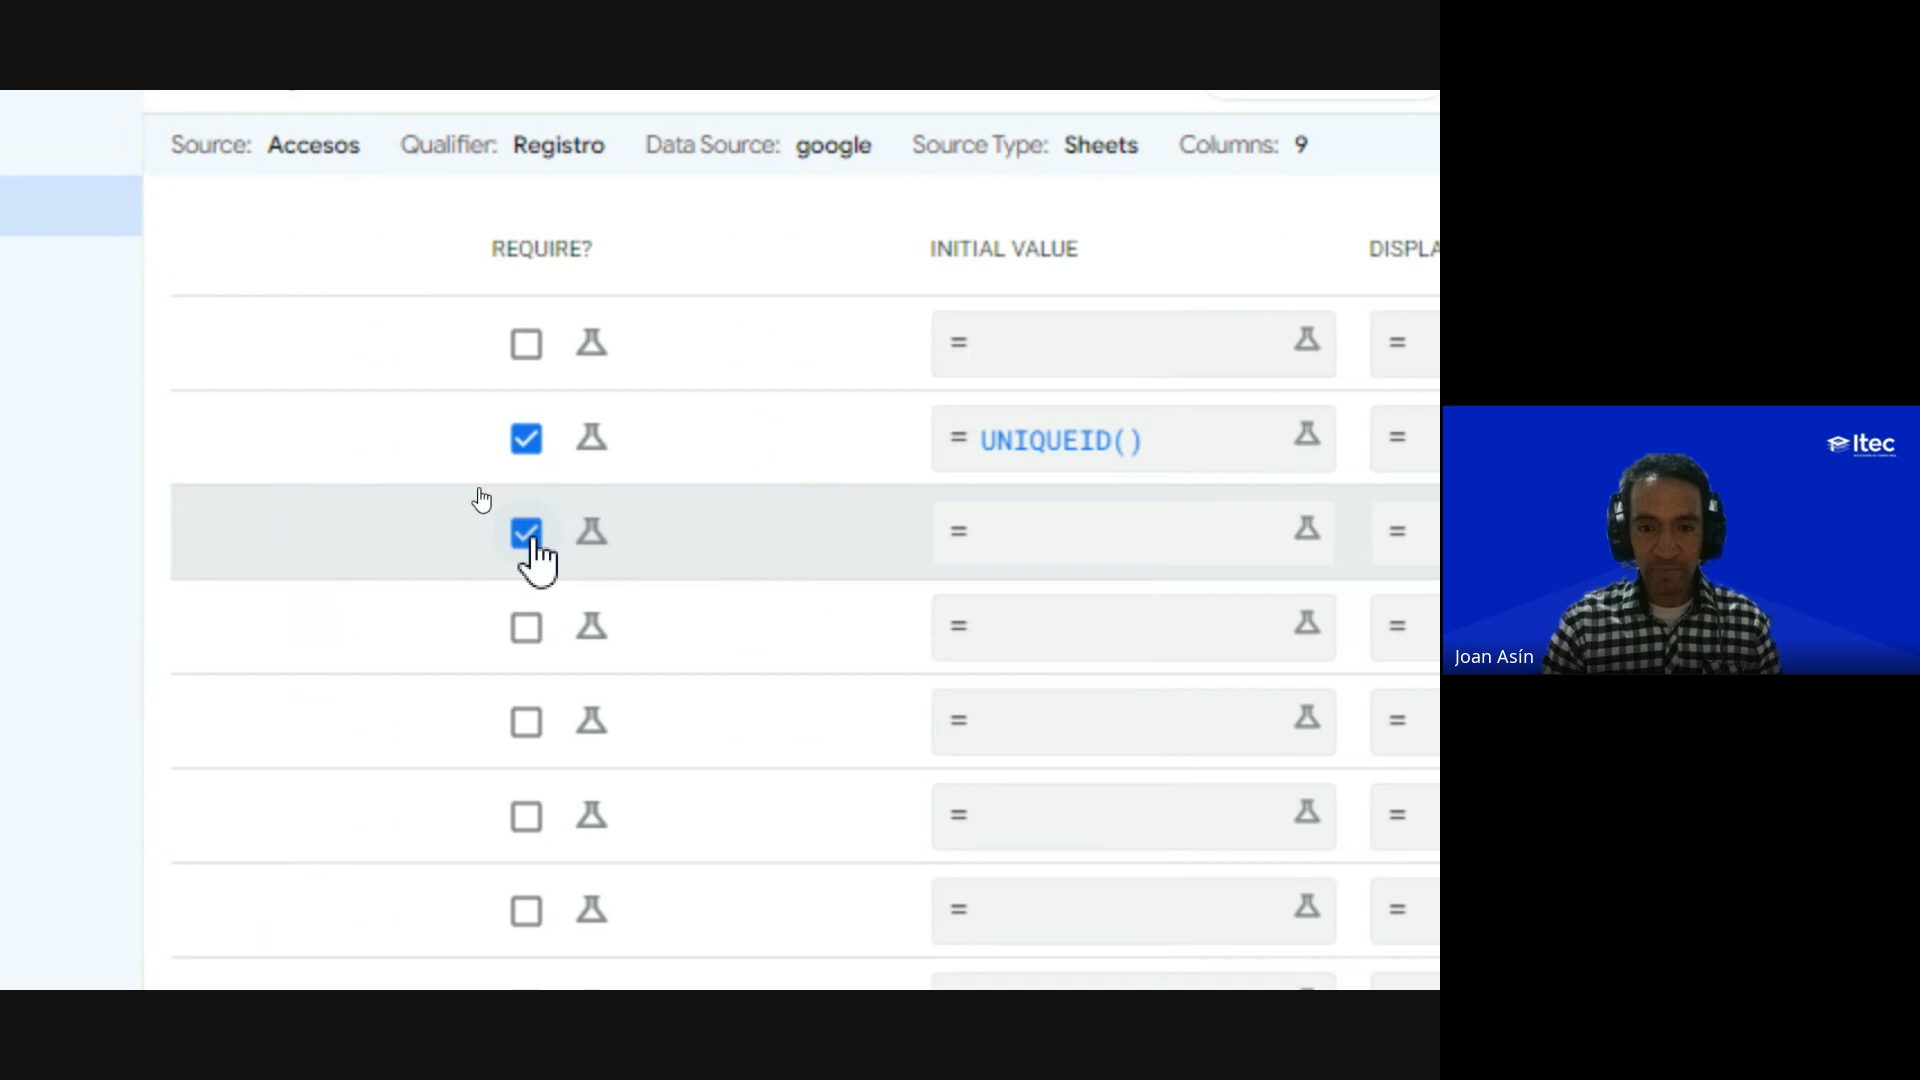 Source: Accesos Qualifier: Registro Data Source: google Source Type: Sheets Columns: 9
REQUIRE? INITIAL VALUE DISPLA
=
=
= UNIQUEID()
=
=
=
=
=
=
=
=
=
=
=
Itec
Joan Asín